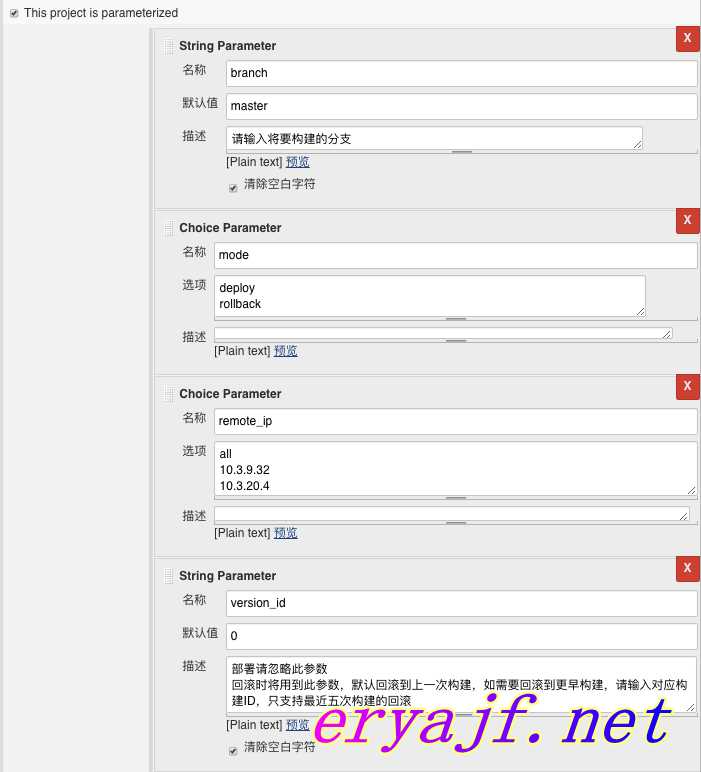 This project is parameterized
X
String Parameter
名称
branch
默认值
master
描述
请输入将要构建的分支
[Plain text] 预览
清除空白字符
X
Choice Parameter
名称
mode
选项
deploy
rollback
描述
[Plain text] 预览
X
Choice Parameter
名称
remote_ip
选项
all
10.3.9.32
10.3.20.4
描述
[Plain text] 预览
X
String Parameter
名称
version_id
默认值
0
描述
部署请忽略此参数
回滚时将用到此参数，默认回滚到上一次构建，如需要回滚到更早构建，请输入对应构
建ID，只支持最近五次构建的回滚
[Plain text] 预览
清除空白字符
eryajf.net